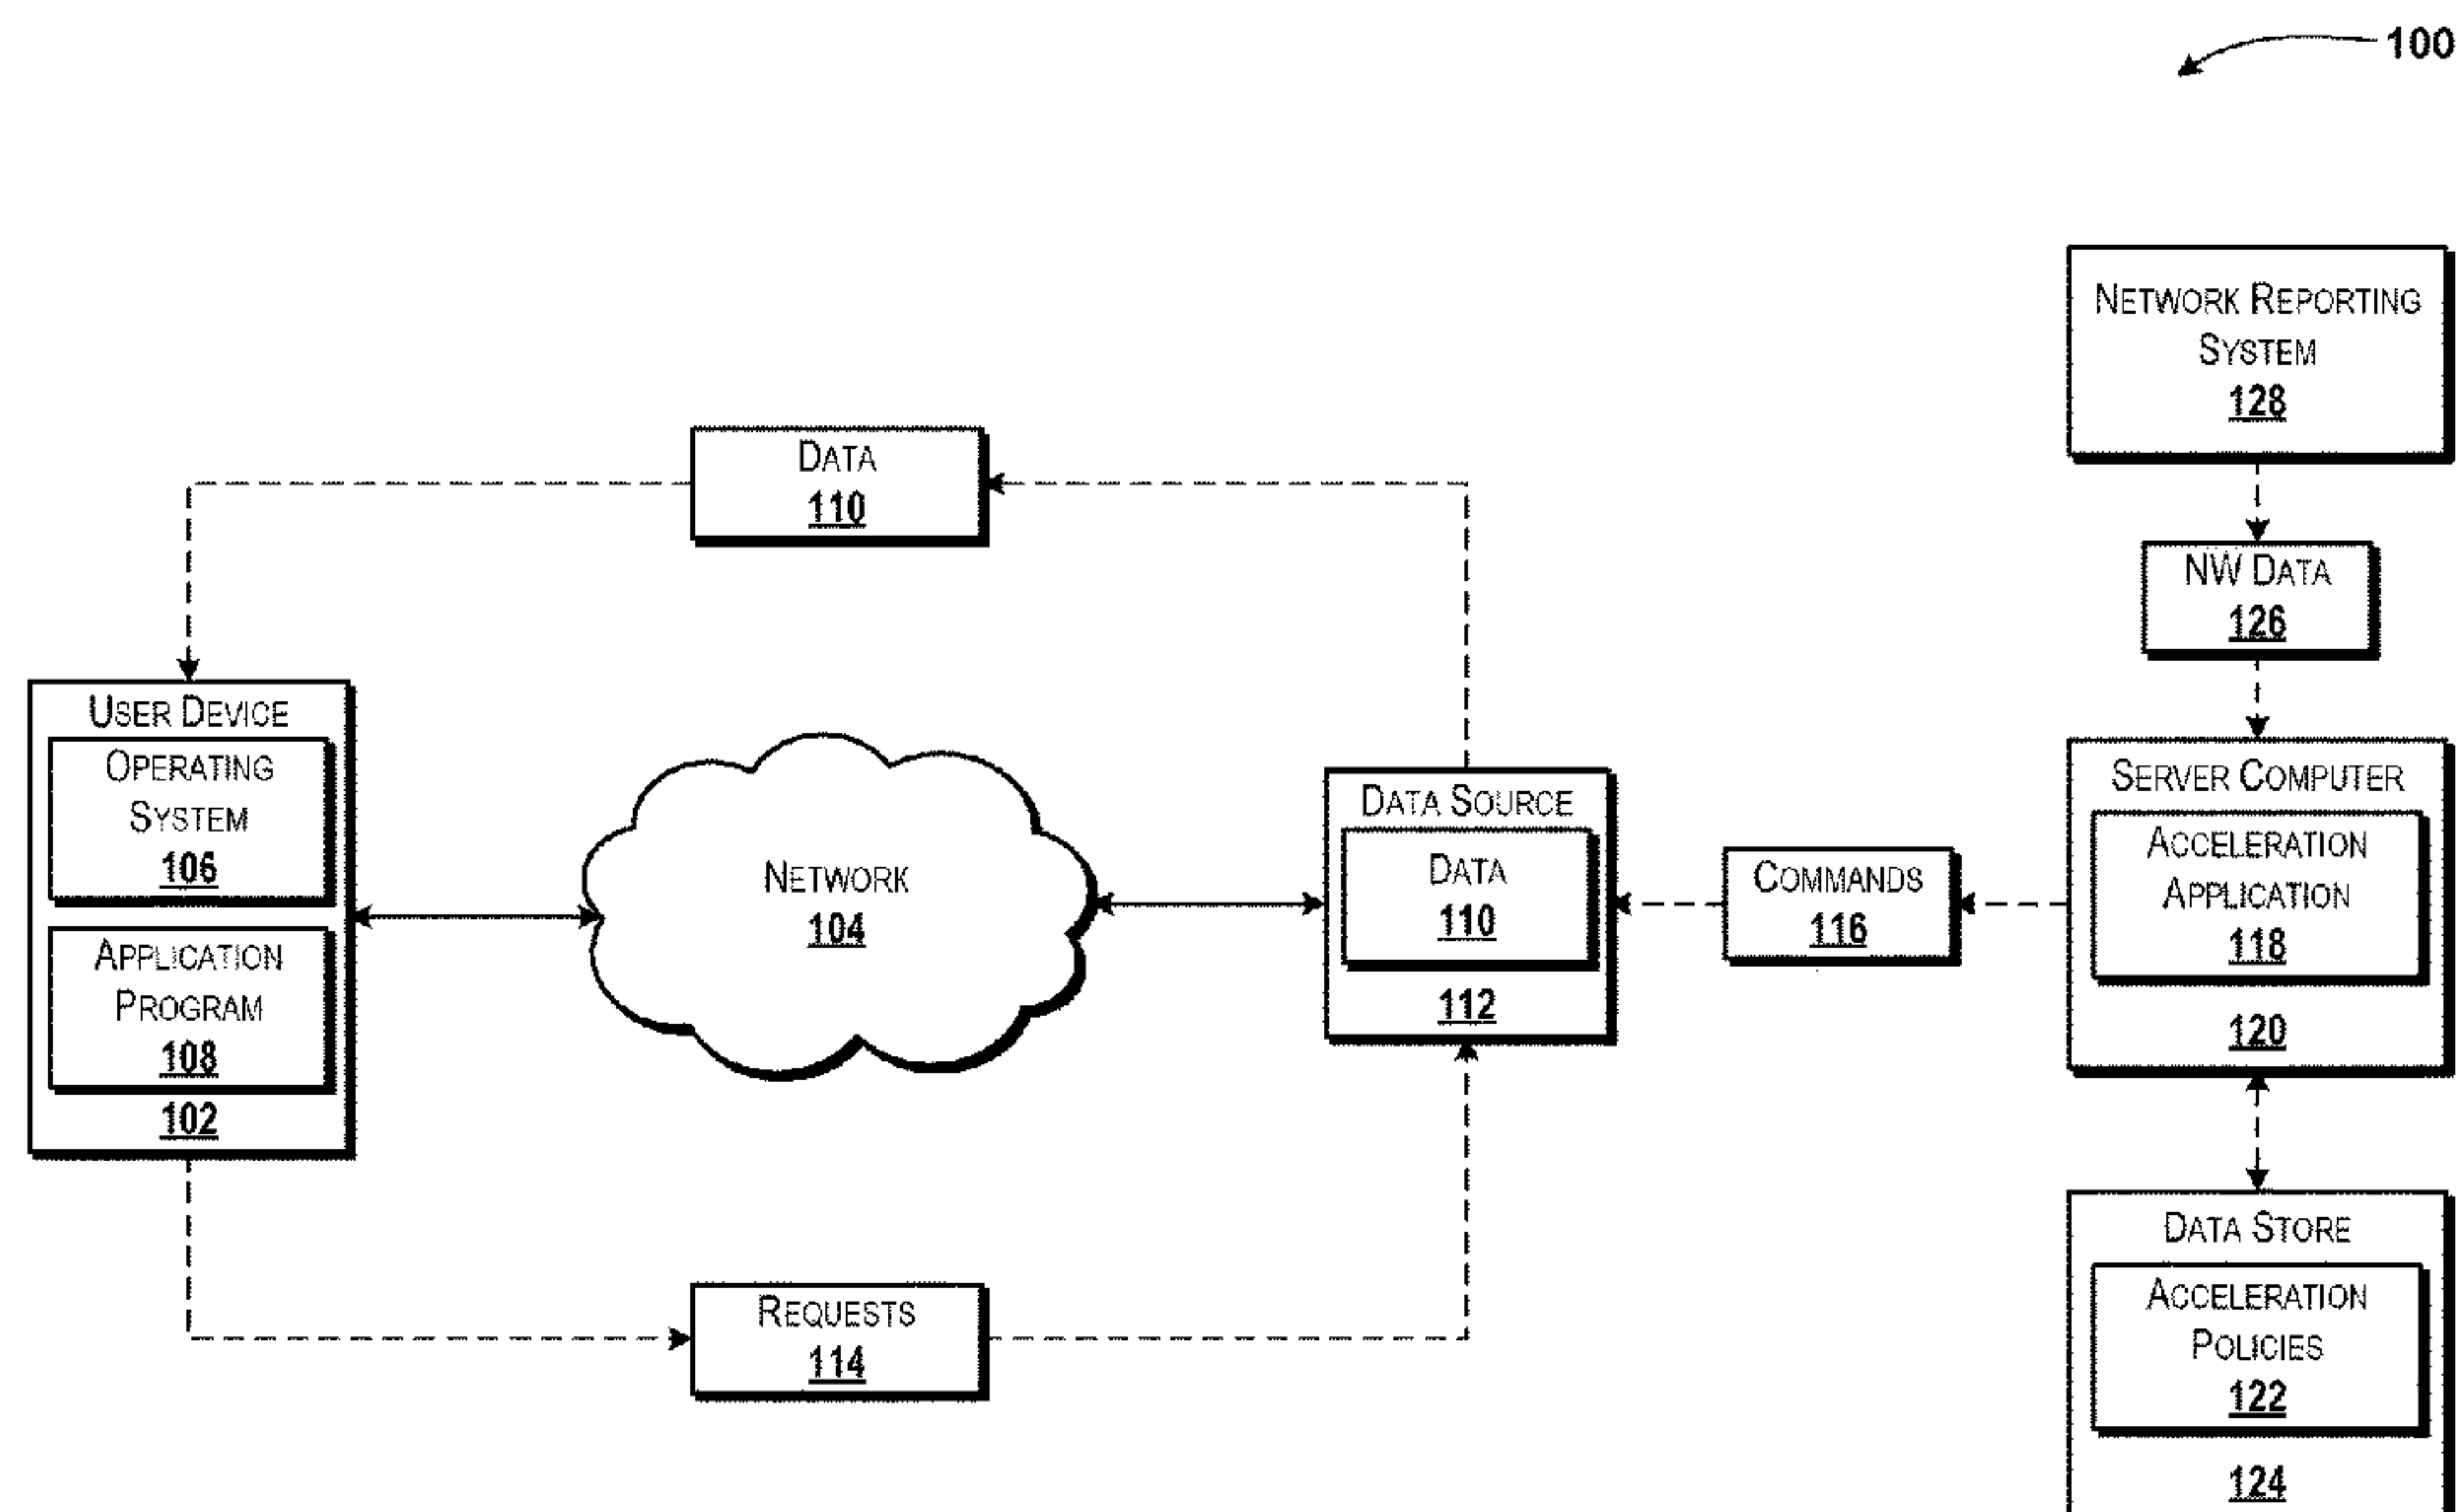 100
NETWORK REPORTING
SYSTEM
128
DATA
110
NW DATA
126
USER DEVICE
OPERATING
SYSTEM
106
APPLICATION
PROGRAM
108
102
NETWORK
104
DATA SOURCE
DATA
110
112
COMMANDS
116
SERVER COMPUTER
ACCELERATION
APPLICATION
118
120
REQUESTS
114
DATA STORE
ACCELERATION
POLICIES
122
124